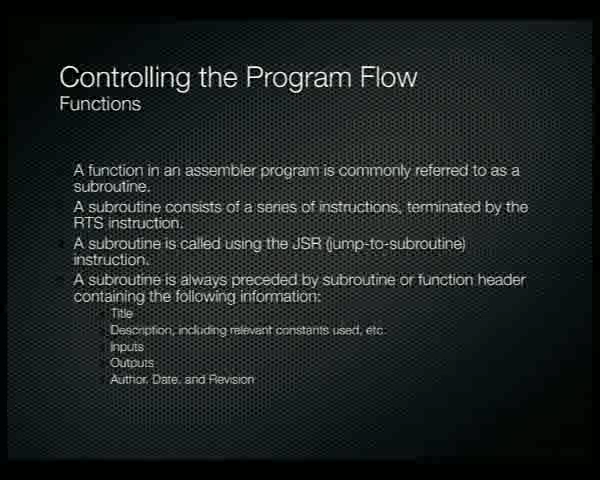 Controlling the Program Flow
Functions
A function in an assembler program is commonly referred to as a
subroutine.
A subroutine consists of a series of instructions, terminated by the
RTS instruction.
A subroutine is called using the JSR (jump-to-subroutine)
instruction.
A subroutine is always preceded by subroutine or function header
containing the following information:
Title
Description, including relevant constants used, etc.
Inputs
Outputs
Author, Date, and Revision